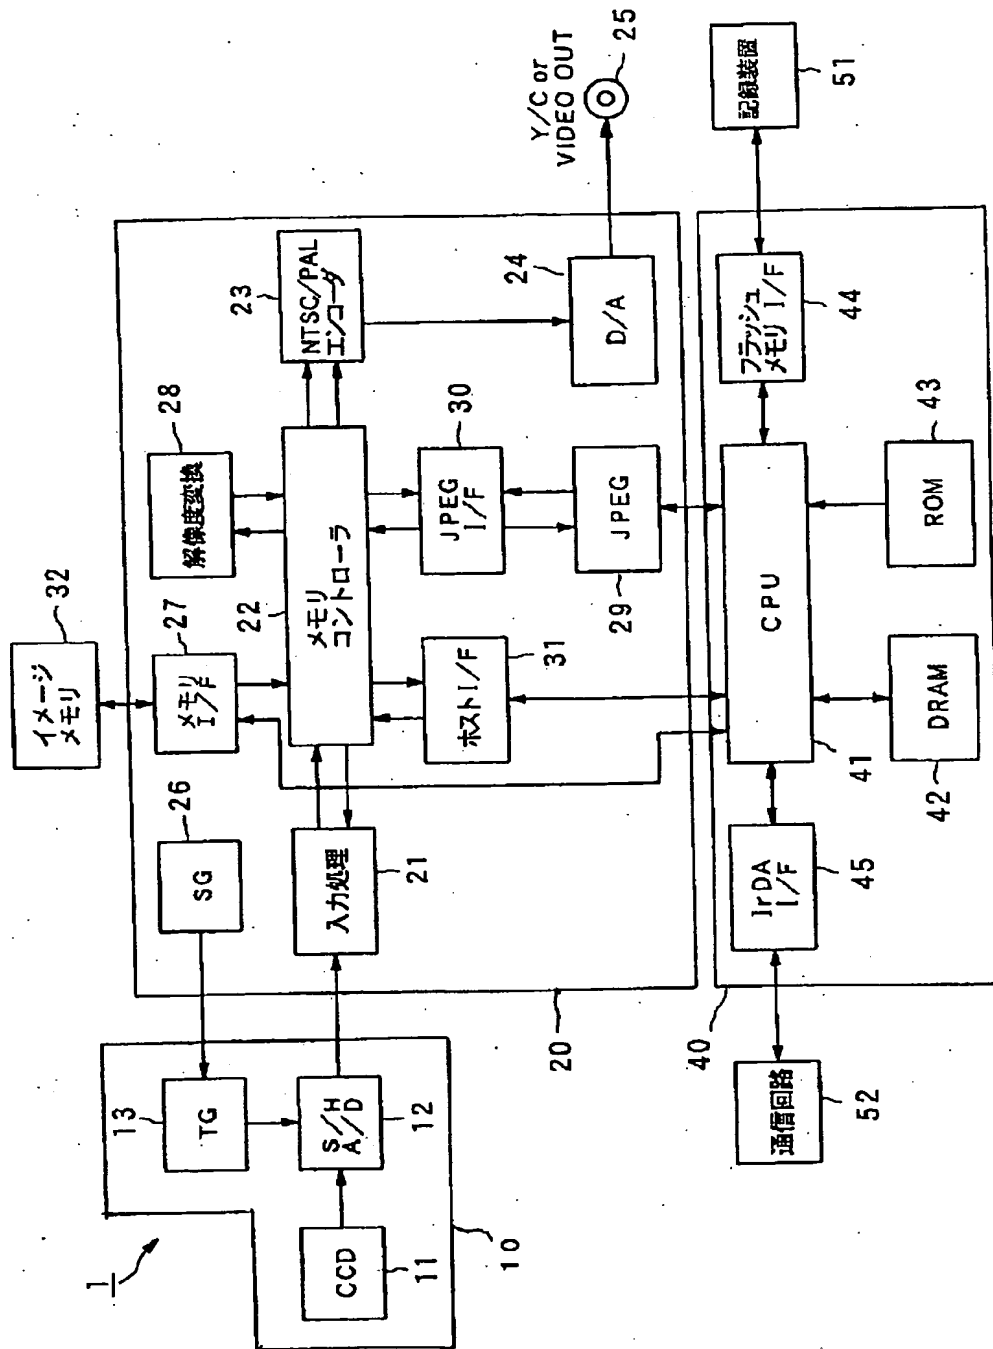 1
10
CCD
11
S/H
A/D
12
TG
13
20
入力処理
21
メモリ
コントローラ
22
NTSC/PAL
エンコーダ
23
D/A
24
Y/C or
VIDEO OUT
25
SG
26
メモリ
I/F
27
解像度変換
28
JPEG
29
JPEG
I/F
30
ホストI/F
31
イメージ
メモリ
32
40
CPU
41
DRAM
42
ROM
43
フラッシュ
メモリ I/F
44
IrDA
I/F
45
記録装置
51
通信回路
52